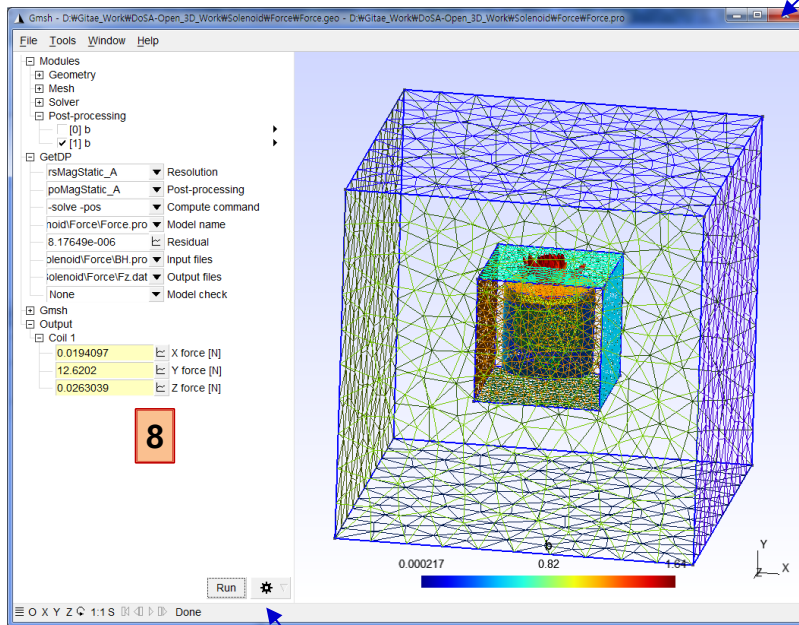 Gmsh - D:₩Gitae_Work₩DoSA-Open_3D_Work₩Solenoid₩Force₩Force.geo - D:₩Gitae_Work₩DoSA-Open_3D_Work₩Solenoid₩Force₩Force.pro
File Tools Window Help
Modules
Geometry
Mesh
Solver
Post-processing
[0] b
[1] b
GetDP
rsMagStatic_A Resolution
poMagStatic_A Post-processing
-solve -pos Compute command
noid\Force\Force.pro Model name
8.17649e-006 Residual
olenoid\Force\BH.pro Input files
solenoid\Force\Fz.dat Output files
None Model check
Gmsh
Output
Coil 1
0.0194097 X force [N]
12.6202 Y force [N]
0.0263039 Z force [N]
8
b
0.000217 0.82 1.64
Y
Z X
Run
O X Y Z 1:1 S Done